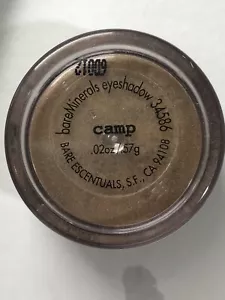 bareMinerals eyeshadow 34586
camp
.02oz/.57g
BARE ESCENTUALS, S.F., CA 94108